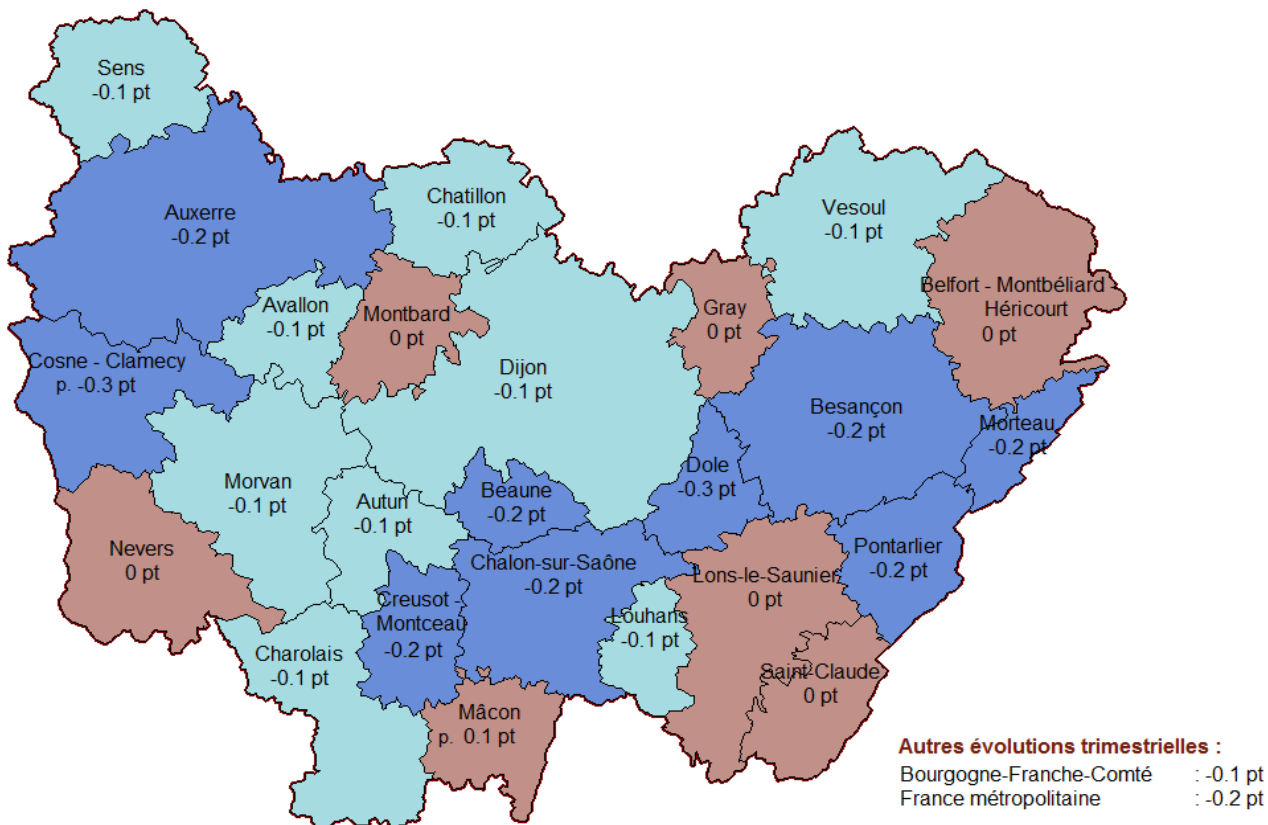 Sens
-0.1 pt
Auxerre
-0.2 pt
Chatillon
-0.1 pt
Vesoul
-0.1 pt
Avallon
-0.1 pt
Montbard
0 pt
Gray
0 pt
Belfort - Montbéliard -
Héricourt
0 pt
Cosne - Clamecy
p. -0.3 pt
Dijon
-0.1 pt
Besançon
-0.2 pt
Morteau
-0.2 pt
Morvan
-0.1 pt
Autun
-0.1 pt
Beaune
-0.2 pt
Dole
-0.3 pt
Nevers
0 pt
Chalon-sur-Saône
-0.2 pt
Pontarlier
-0.2 pt
Lons-le-Saunier
0 pt
Creusot -
Montceau
-0.2 pt
Louhans
-0.1 pt
Charolais
-0.1 pt
Saint-Claude
0 pt
Mâcon
p. 0.1 pt
Autres évolutions trimestrielles :
Bourgogne-Franche-Comté : -0.1 pt
France métropolitaine : -0.2 pt